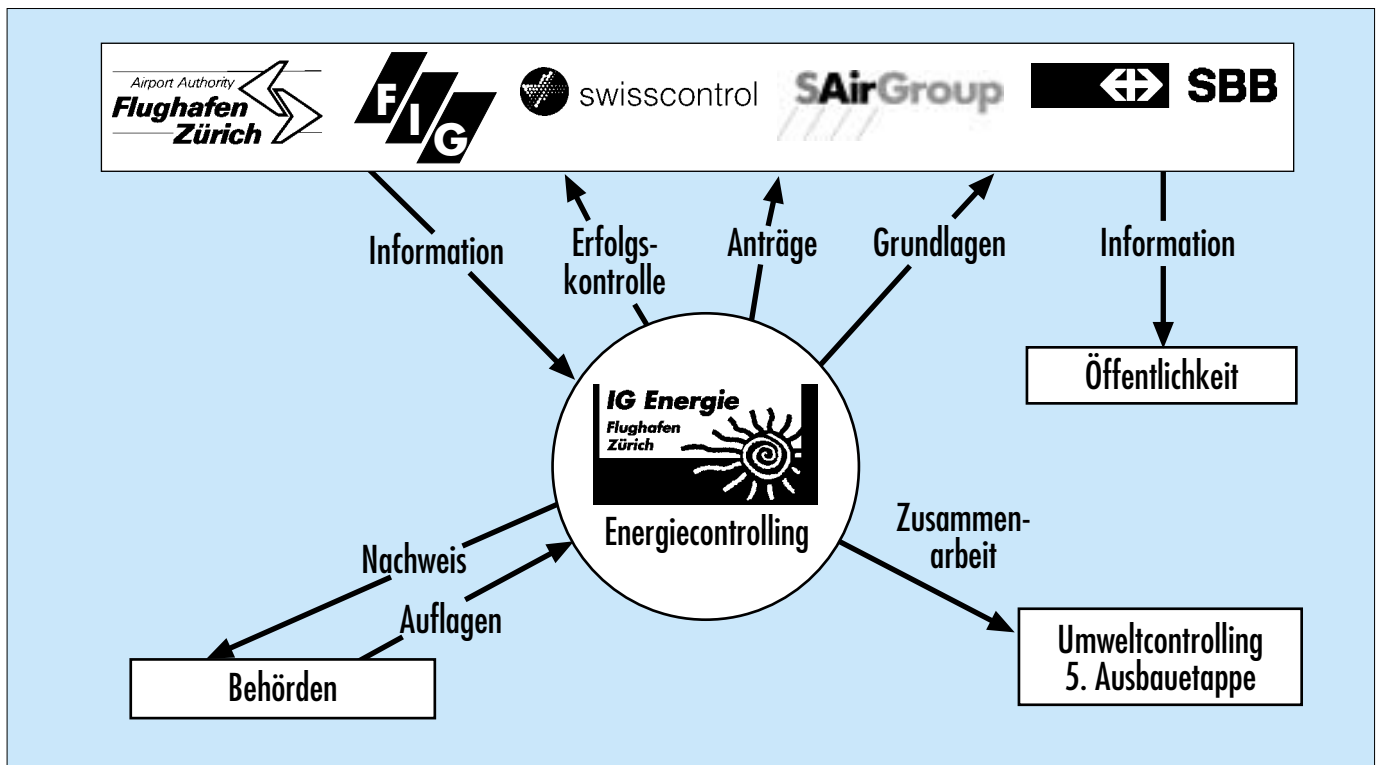 Airport Authority
Flughafen
Zürich
FIG
swisscontrol
SAirGroup
SBB
Information
Erfolgs-
kontrolle
Anträge
Grundlagen
Information
Öffentlichkeit
IG Energie
Flughafen
Zürich
Energiecontrolling
Nachweis
Auflagen
Behörden
Zusammen-
arbeit
Umweltcontrolling
5. Ausbauetappe